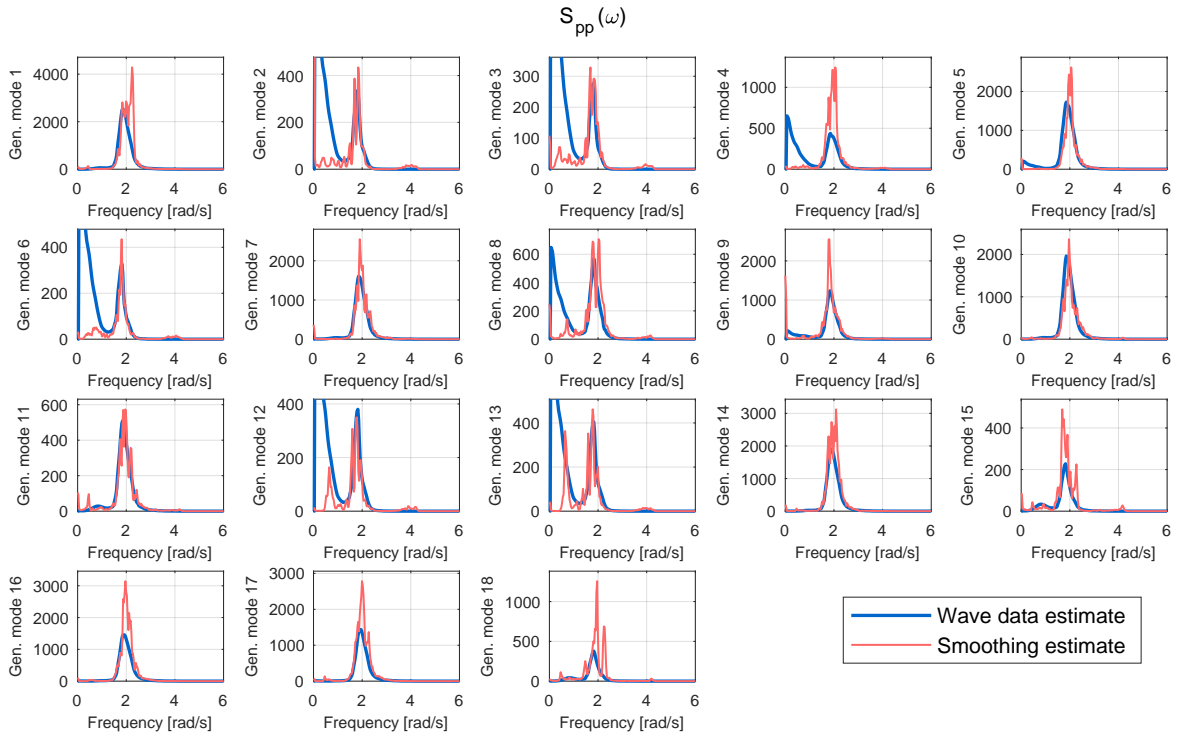 S_pp(ω)
Gen. mode 1
4000
2000
0
0 2 4 6
Frequency [rad/s]
Gen. mode 2
400
200
0
0 2 4 6
Frequency [rad/s]
Gen. mode 3
300
200
100
0
0 2 4 6
Frequency [rad/s]
Gen. mode 4
1000
500
0
0 2 4 6
Frequency [rad/s]
Gen. mode 5
2000
1000
0
0 2 4 6
Frequency [rad/s]
Gen. mode 6
400
200
0
0 2 4 6
Frequency [rad/s]
Gen. mode 7
2000
1000
0
0 2 4 6
Frequency [rad/s]
Gen. mode 8
600
400
200
0
0 2 4 6
Frequency [rad/s]
Gen. mode 9
2000
1000
0
0 2 4 6
Frequency [rad/s]
Gen. mode 10
2000
1000
0
0 2 4 6
Frequency [rad/s]
Gen. mode 11
600
400
200
0
0 2 4 6
Frequency [rad/s]
Gen. mode 12
400
200
0
0 2 4 6
Frequency [rad/s]
Gen. mode 13
400
200
0
0 2 4 6
Frequency [rad/s]
Gen. mode 14
3000
2000
1000
0
0 2 4 6
Frequency [rad/s]
Gen. mode 15
400
200
0
0 2 4 6
Frequency [rad/s]
Gen. mode 16
3000
2000
1000
0
0 2 4 6
Frequency [rad/s]
Gen. mode 17
3000
2000
1000
0
0 2 4 6
Frequency [rad/s]
Gen. mode 18
1000
500
0
0 2 4 6
Frequency [rad/s]
Wave data estimate
Smoothing estimate